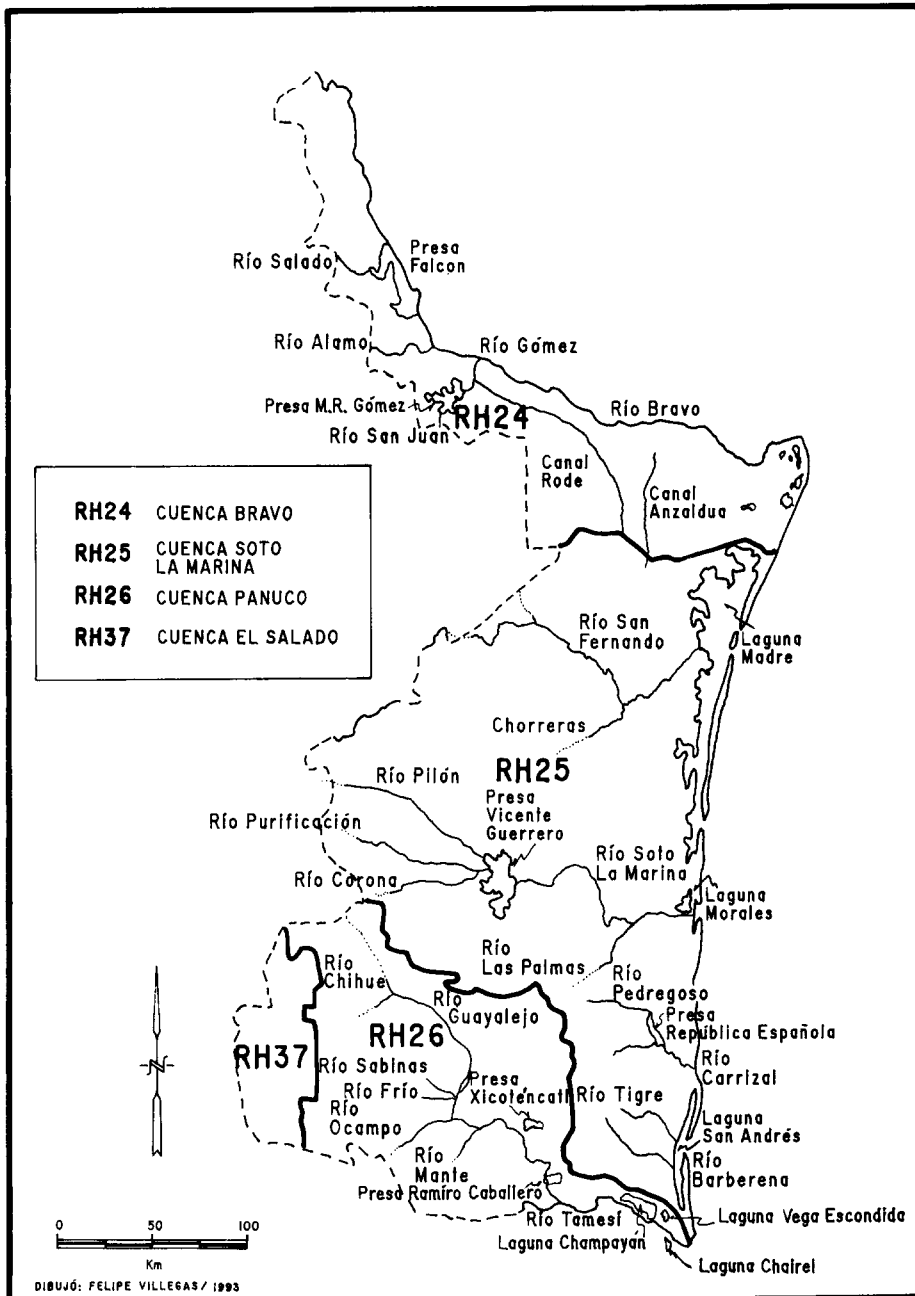 Río Salado
Presa
Falcon
Río Alamo
Río Gómez
Presa M.R. Gómez
RH24
Río San Juan
Río Bravo
Canal
Rode
Canal
Anzaldua
RH24 CUENCA BRAVO
RH25 CUENCA SOTO
LA MARINA
RH26 CUENCA PANUCO
RH37 CUENCA EL SALADO
Río San
Fernando
Laguna
Madre
Chorreras
RH25
Río Pilón
Presa
Vicente
Guerrero
Río Purificación
Río Soto
La Marina
Río Corona
Laguna
Morales
Río
Las Palmas
Río
Chihue
Río
Pedregoso
Río
Guayalejo
Presa
República Española
RH26
RH37
Río Sabinas
Río
Carrizal
Presa
Xicoténcatl
Río Frío
Río Tigre
Río
Ocampo
Laguna
San Andrés
Río
Mante
Río
Barberena
Presa Ramíro Caballero
Río Tamesí
Laguna Vega Escondida
Laguna Champayan
Laguna Chairel
N
0 50 100
Km
DIBUJÓ: FELIPE VILLEGAS/ 1993